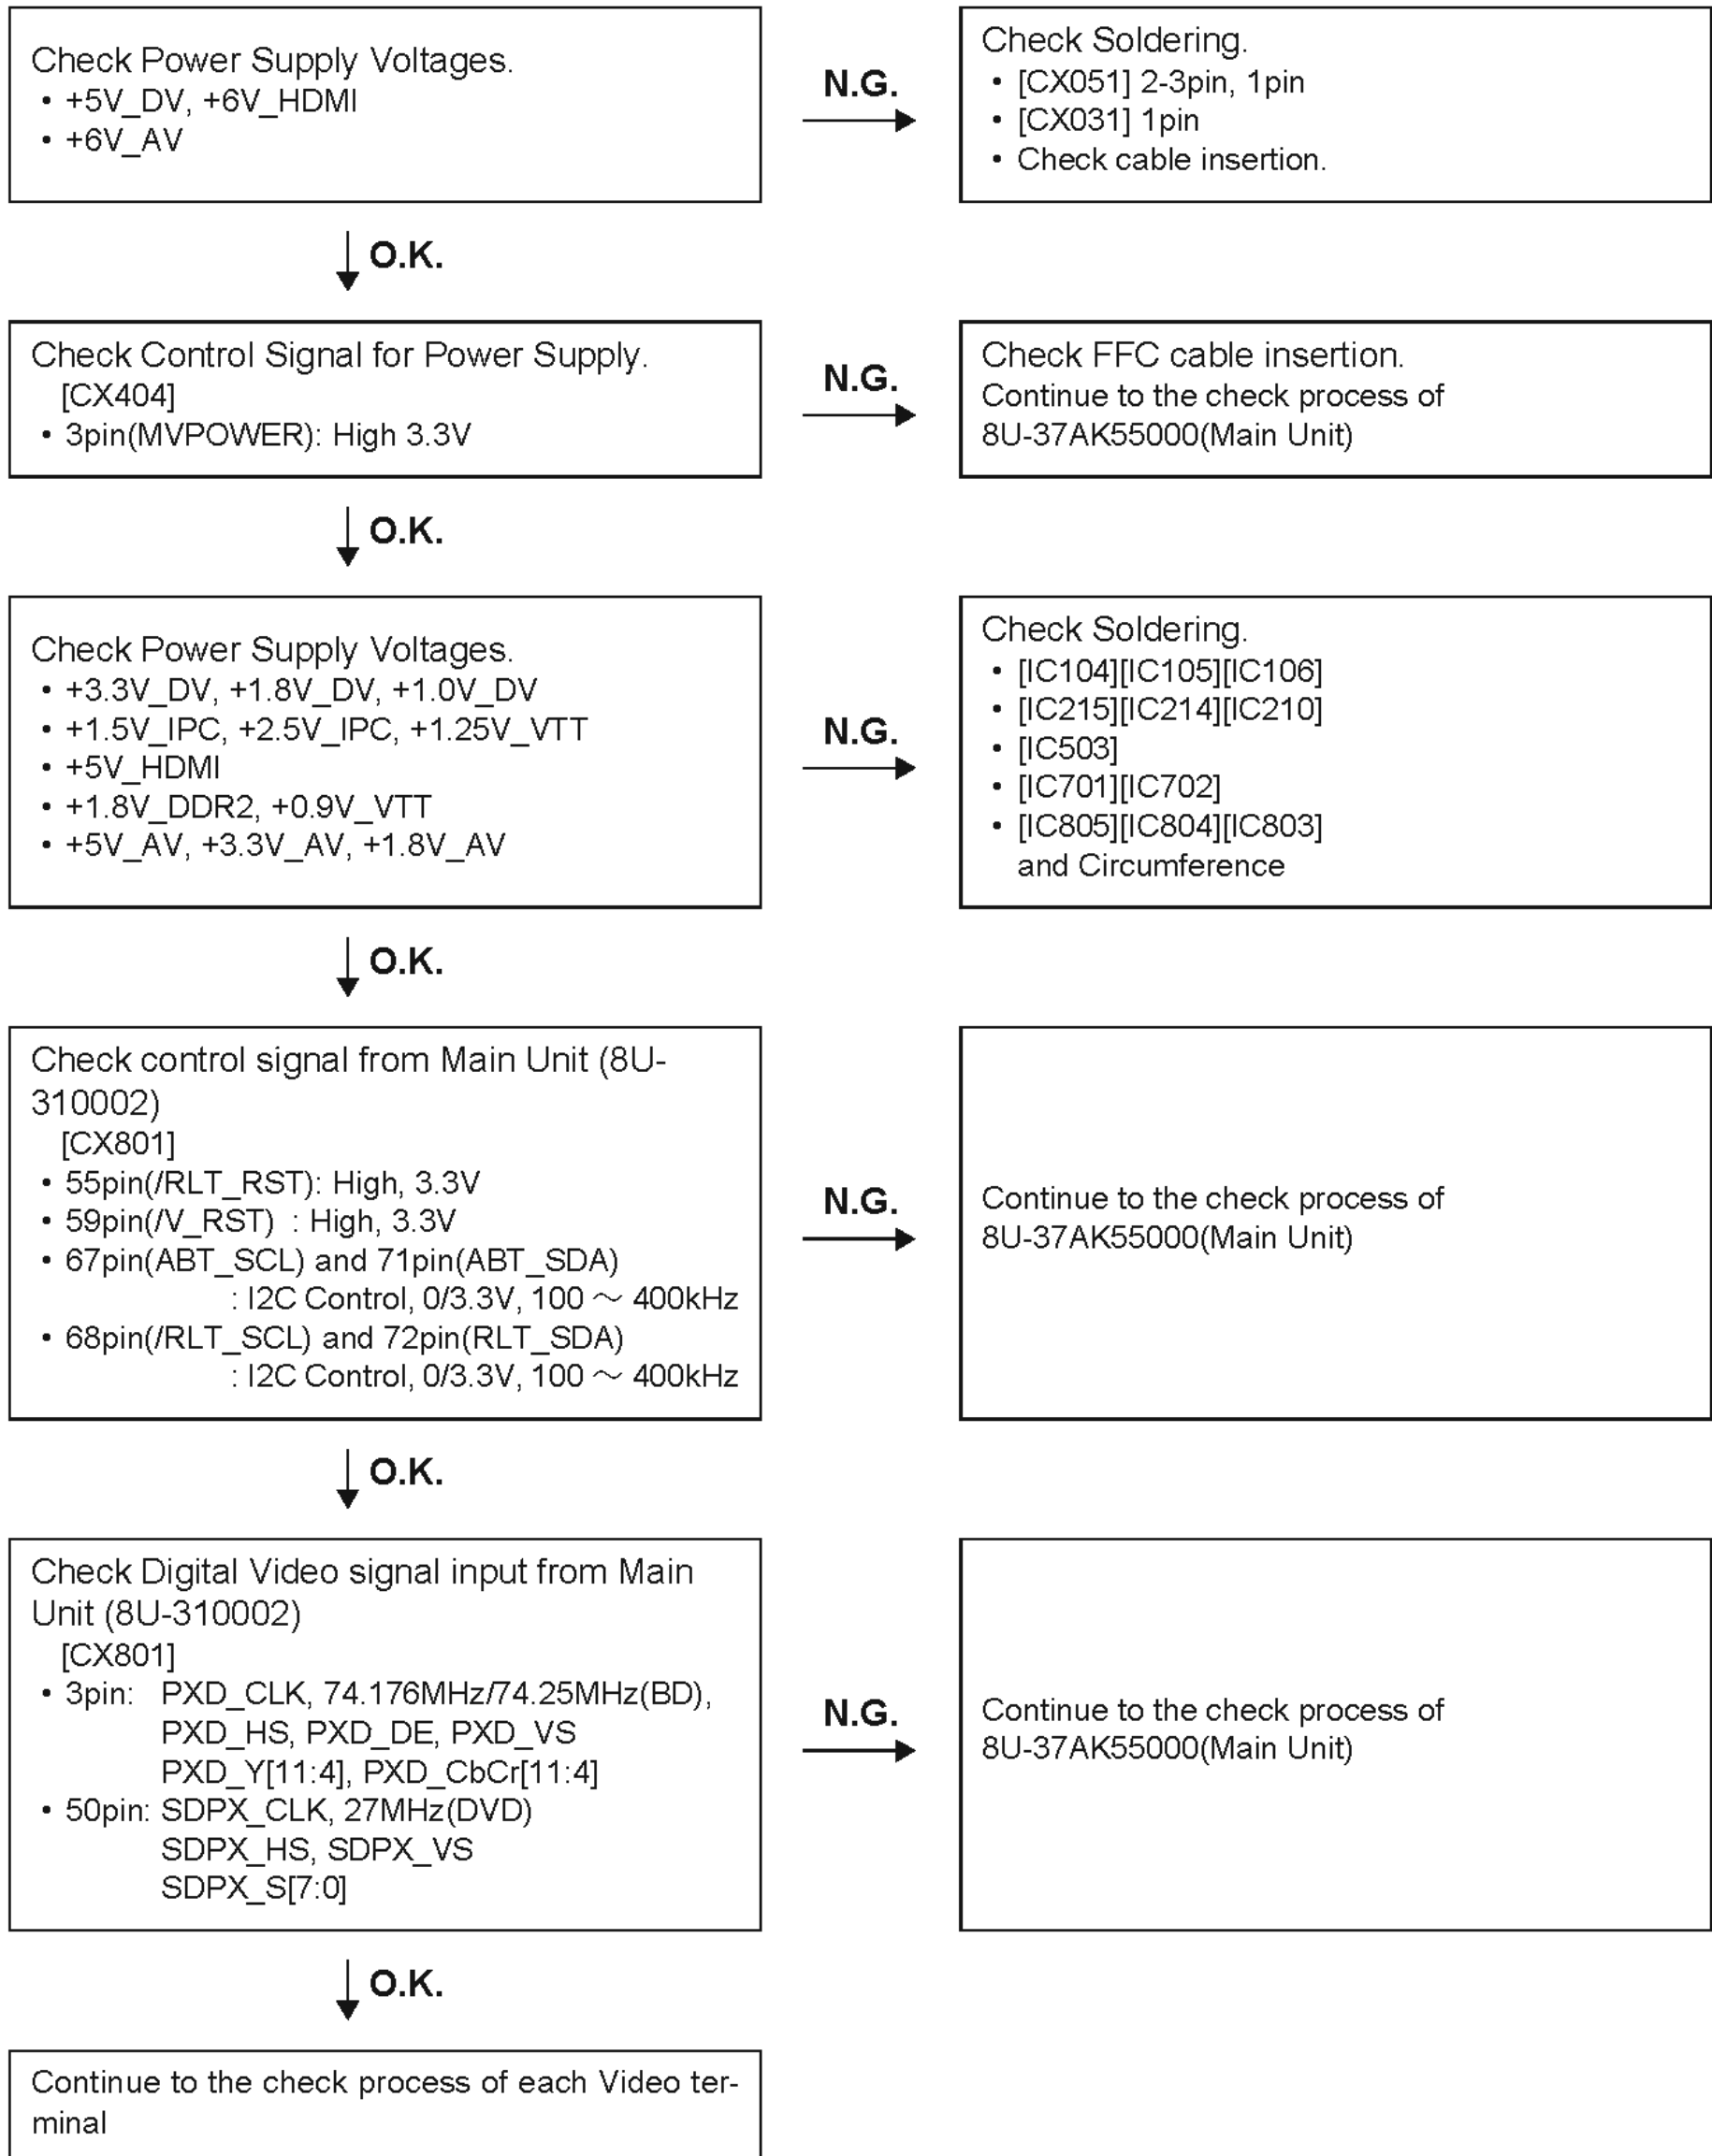 Check Power Supply Voltages.
• +5V_DV, +6V_HDMI
• +6V_AV
N.G.
Check Soldering.
• [CX051] 2-3pin, 1pin
• [CX031] 1pin
• Check cable insertion.
O.K.
Check Control Signal for Power Supply.
[CX404]
• 3pin(MVPOWER): High 3.3V
N.G.
Check FFC cable insertion.
Continue to the check process of
8U-37AK55000(Main Unit)
O.K.
Check Power Supply Voltages.
• +3.3V_DV, +1.8V_DV, +1.0V_DV
• +1.5V_IPC, +2.5V_IPC, +1.25V_VTT
• +5V_HDMI
• +1.8V_DDR2, +0.9V_VTT
• +5V_AV, +3.3V_AV, +1.8V_AV
N.G.
Check Soldering.
• [IC104][IC105][IC106]
• [IC215][IC214][IC210]
• [IC503]
• [IC701][IC702]
• [IC805][IC804][IC803]
and Circumference
O.K.
Check control signal from Main Unit (8U-
310002)
[CX801]
• 55pin(/RLT_RST): High, 3.3V
• 59pin(/V_RST) : High, 3.3V
• 67pin(ABT_SCL) and 71pin(ABT_SDA)
: I2C Control, 0/3.3V, 100 ～ 400kHz
• 68pin(/RLT_SCL) and 72pin(RLT_SDA)
: I2C Control, 0/3.3V, 100 ～ 400kHz
N.G.
Continue to the check process of
8U-37AK55000(Main Unit)
O.K.
Check Digital Video signal input from Main
Unit (8U-310002)
[CX801]
• 3pin: PXD_CLK, 74.176MHz/74.25MHz(BD),
PXD_HS, PXD_DE, PXD_VS
PXD_Y[11:4], PXD_CbCr[11:4]
• 50pin: SDPX_CLK, 27MHz(DVD)
SDPX_HS, SDPX_VS
SDPX_S[7:0]
N.G.
Continue to the check process of
8U-37AK55000(Main Unit)
O.K.
Continue to the check process of each Video ter-
minal